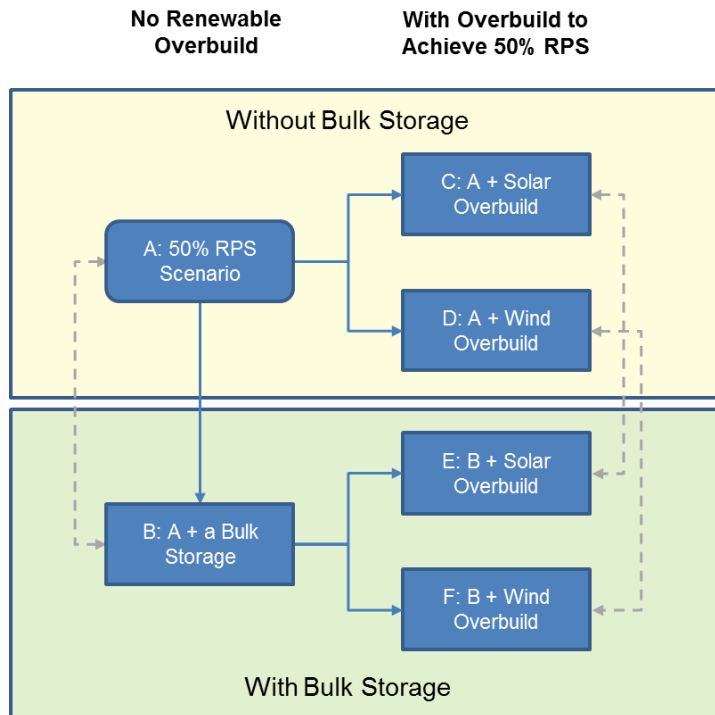 No Renewable
Overbuild
With Overbuild to
Achieve 50% RPS
Without Bulk Storage
C: A + Solar
Overbuild
A: 50% RPS
Scenario
D: A + Wind
Overbuild
E: B + Solar
Overbuild
B: A + a Bulk
Storage
F: B + Wind
Overbuild
With Bulk Storage